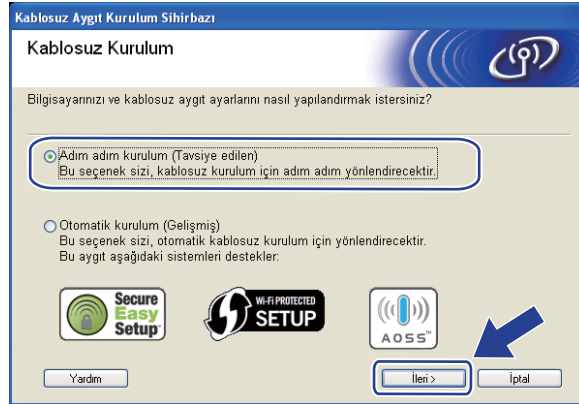 Kablosuz Aygıt Kurulum Sihirbazı
Kablosuz Kurulum
Bilgisayarınızı ve kablosuz aygıt ayarlarını nasıl yapılandırmak istersiniz?
Adım adım kurulum (Tavsiye edilen)
Bu seçenek sizi, kablosuz kurulum için adım adım yönlendirecektir.
Otomatik kurulum (Gelişmiş)
Bu seçenek sizi, otomatik kablosuz kurulum için yönlendirecektir.
Bu aygıt aşağıdaki sistemleri destekler:
Secure
Easy
Setup
WI-FI PROTECTED
SETUP
AOSS™
Yardım
İleri >
İptal